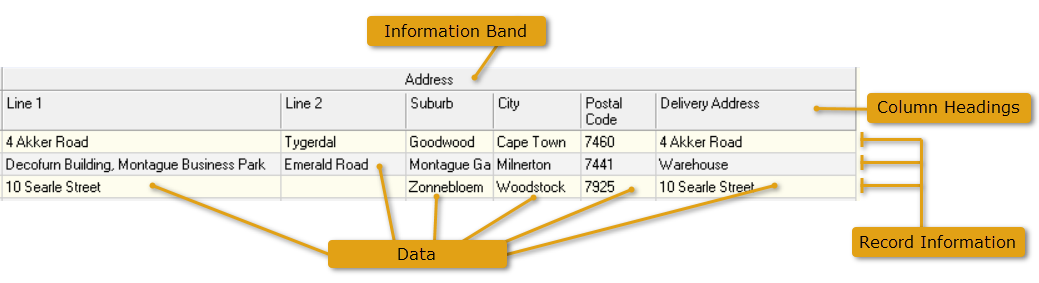 Information Band
Address
Line 1 Line 2 Suburb City Postal Code Delivery Address
Column Headings
4 Akker Road Tygerdal Goodwood Cape Town 7460 4 Akker Road
Decofurn Building, Montague Business Park Emerald Road Montague Ga Milnerton 7441 Warehouse
10 Searle Street Zonnebloem Woodstock 7925 10 Searle Street
Record Information
Data